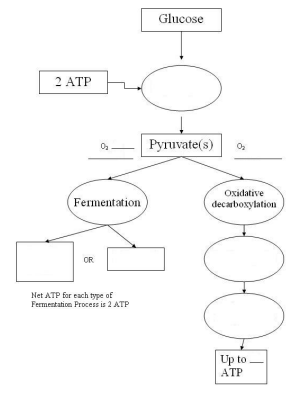 Glucose
2 ATP
O₂ ____
Pyruvate(s)
O₂
Fermentation
Oxidative
decarboxylation
OR
Net ATP for each type of
Fermentation Process is 2 ATP
Up to __
ATP